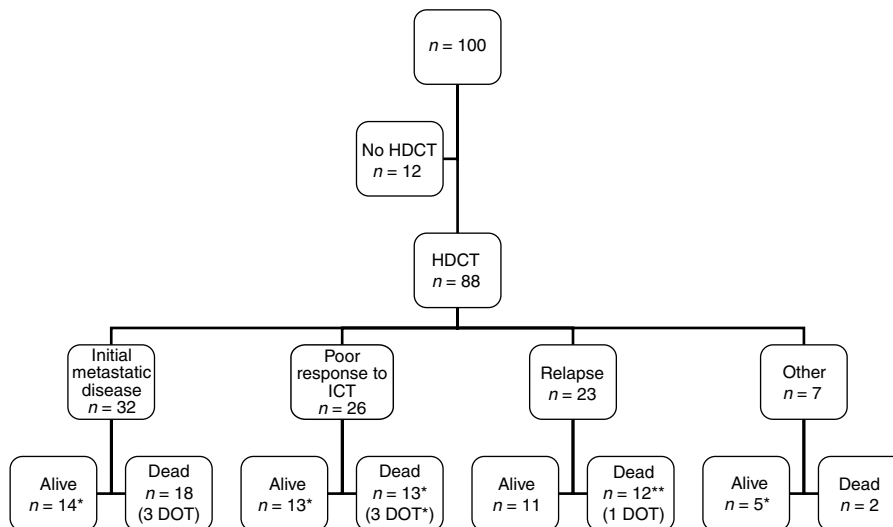 n = 100
No HDCT
n = 12
HDCT
n = 88
Initial
metastatic
disease
n = 32
Poor
response to
ICT
n = 26
Relapse
n = 23
Other
n = 7
Alive
n = 14*
Dead
n = 18
(3 DOT)
Alive
n = 13*
Dead
n = 13*
(3 DOT*)
Alive
n = 11
Dead
n = 12**
(1 DOT)
Alive
n = 5*
Dead
n = 2